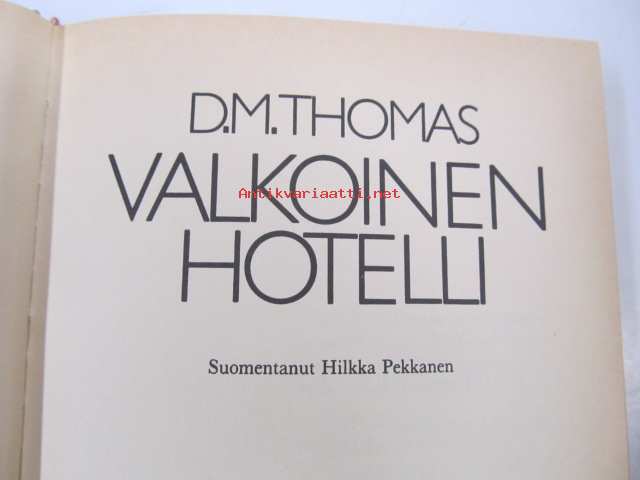 D.M.THOMAS
VALKOINEN
Antikvariaatti.net
HOTELLI
Suomentanut Hilkka Pekkanen